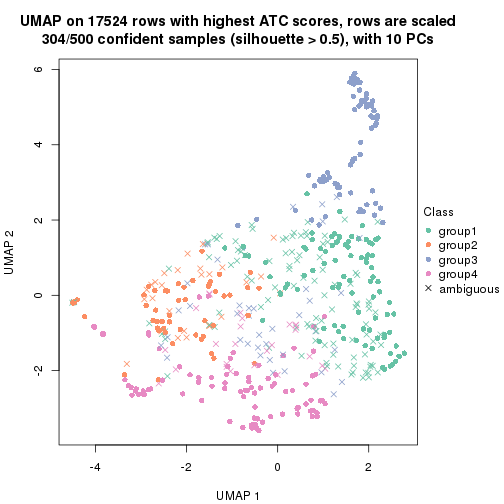 UMAP on 17524 rows with highest ATC scores, rows are scaled
304/500 confident samples (silhouette > 0.5), with 10 PCs
6
4
2
0
-2
UMAP 2
-4
-2
0
2
UMAP 1
Class
group1
group2
group3
group4
ambiguous